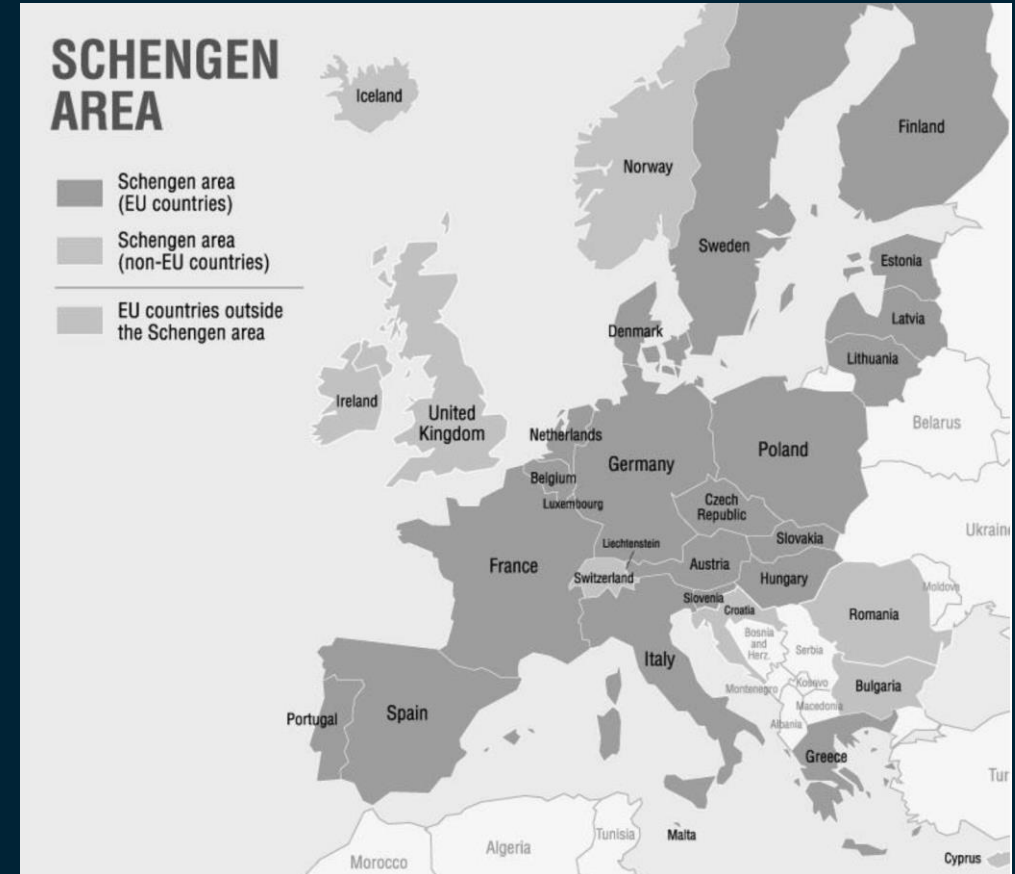 SCHENGEN
AREA
Schengen area
(EU countries)
Schengen area
(non-EU countries)
EU countries outside
the Schengen area
Iceland
Finland
Norway
Sweden
Estonia
Latvia
Denmark
Lithuania
Ireland
United
Kingdom
Belarus
Netherlands
Poland
Germany
Belgium
Czech
Republic
Luxembourg
Ukraine
Slovakia
Liechtenstein
France
Austria
Switzerland
Hungary
Moldova
Slovenia
Croatia
Romania
Bosnia
and
Herz.
Serbia
Italy
Kosovo
Bulgaria
Montenegro
Macedonia
Spain
Portugal
Albania
Greece
Tur
Malta
Tunisia
Algeria
Morocco
Cyprus